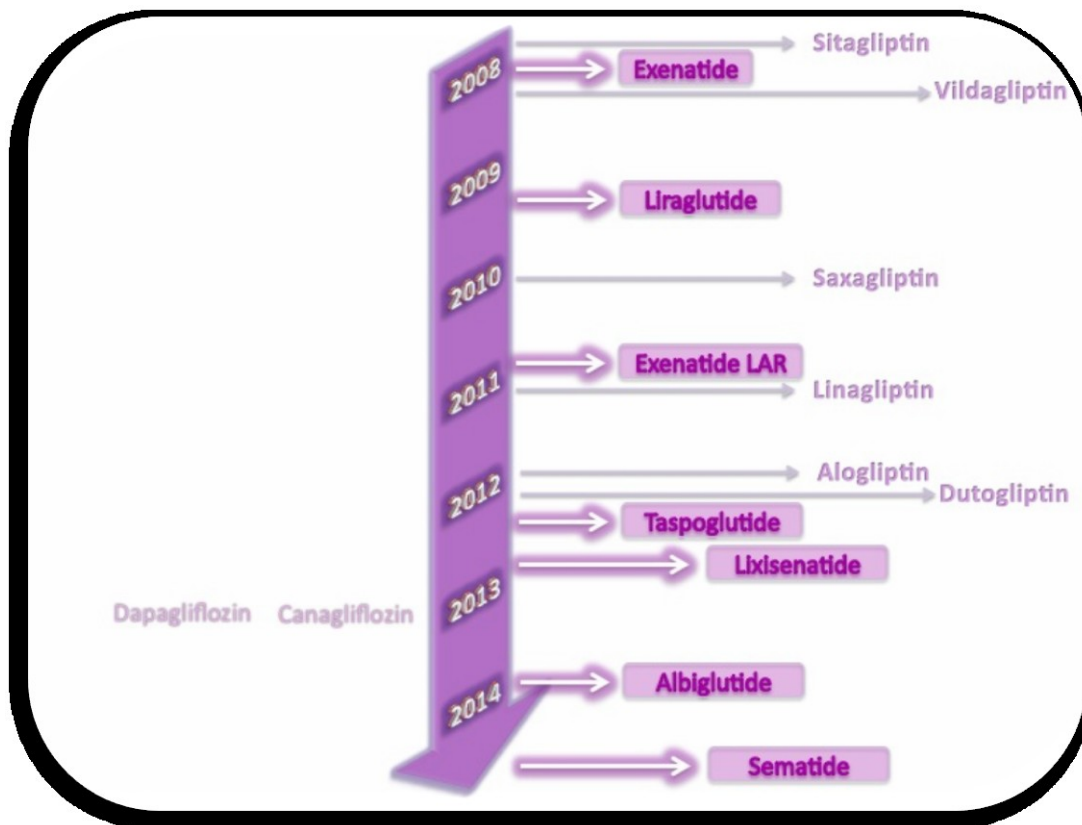 Sitagliptin
2008
Exenatide
Vildagliptin
2009
Liraglutide
2010
Saxagliptin
Exenatide LAR
2011
Linagliptin
Alogliptin
2012
Dutogliptin
Taspoglutide
Lixisenatide
Dapagliflozin Canagliflozin
2013
Albiglutide
2014
Sematide